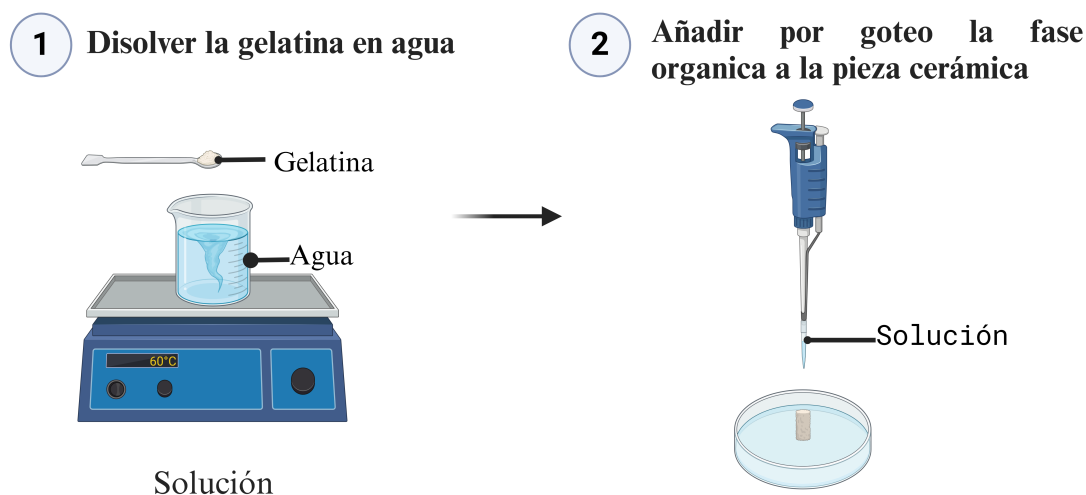 1 Disolver la gelatina en agua
2 Añadir por goteo la fase
organica a la pieza cerámica
Gelatina
Agua
60°C
Solución
Solución